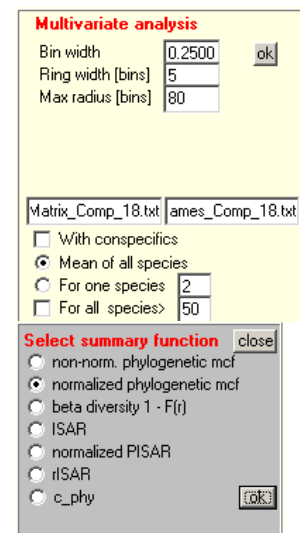 Multivariate analysis
Bin width 0.2500 ok
Ring width [bins] 5
Max radius [bins] 80
Matrix_Comp_18.txt ames_Comp_18.txt
With conspecifics
Mean of all species
For one species 2
For all species> 50
Select summary function close
non-norm. phylogenetic mcf
normalized phylogenetic mcf
beta diversity 1 - F(r)
ISAR
normalized PISAR
rISAR
c_phy ok